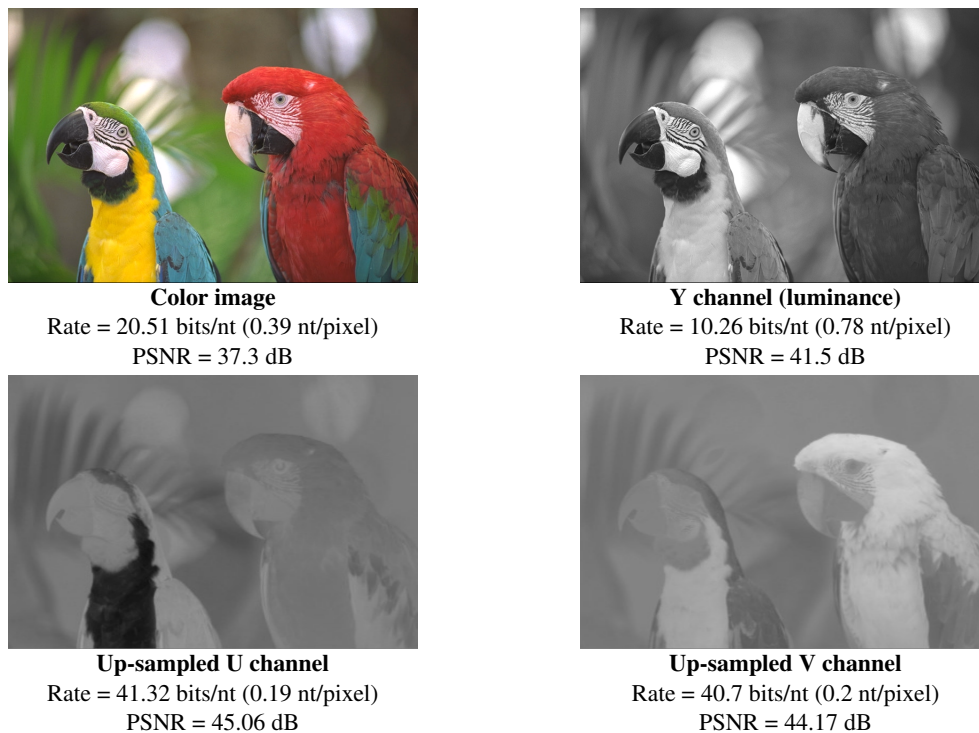 Color image
Rate = 20.51 bits/nt (0.39 nt/pixel)
PSNR = 37.3 dB
Y channel (luminance)
Rate = 10.26 bits/nt (0.78 nt/pixel)
PSNR = 41.5 dB
Up-sampled U channel
Rate = 41.32 bits/nt (0.19 nt/pixel)
PSNR = 45.06 dB
Up-sampled V channel
Rate = 40.7 bits/nt (0.2 nt/pixel)
PSNR = 44.17 dB